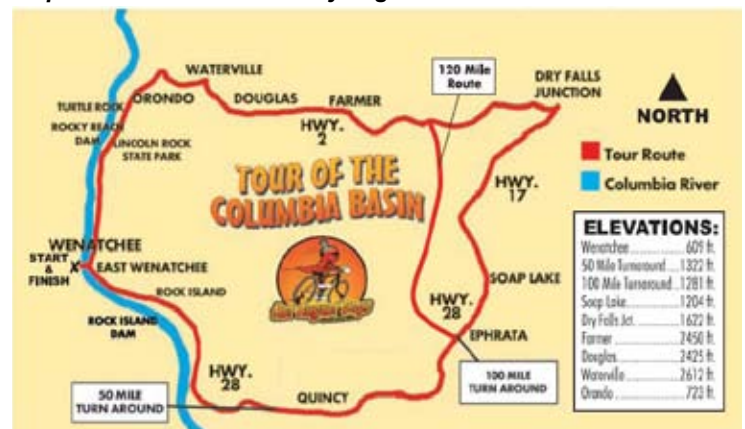 WATERVILLE
120 Mile
Route
DRY FALLS
JUNCTION
TURTLE ROCK
ORONDO
DOUGLAS
FARMER
NORTH
ROCKY REACH
DAM
HWY.
2
LINCOLN ROCK
STATE PARK
Tour Route
TOUR OF THE
COLUMBIA BASIN
HWY.
17
Columbia River
ELEVATIONS:
Wenatchee 609 ft.
50 Mile Turnaround 1322 ft.
100 Mile Turnaround 1281 ft.
Soap Lake 1204 ft.
Dry Falls Jct. 1622 ft.
Farmer 2450 ft.
Douglas 2425 ft.
Waterville 2612 ft.
Orondo 723 ft.
WENATCHEE
START
&
FINISH
X
EAST WENATCHEE
ROCK ISLAND
SOAP LAKE
ROCK ISLAND
DAM
HWY.
28
EPHRATA
HWY.
28
100 MILE
TURN AROUND
50 MILE
TURN AROUND
QUINCY